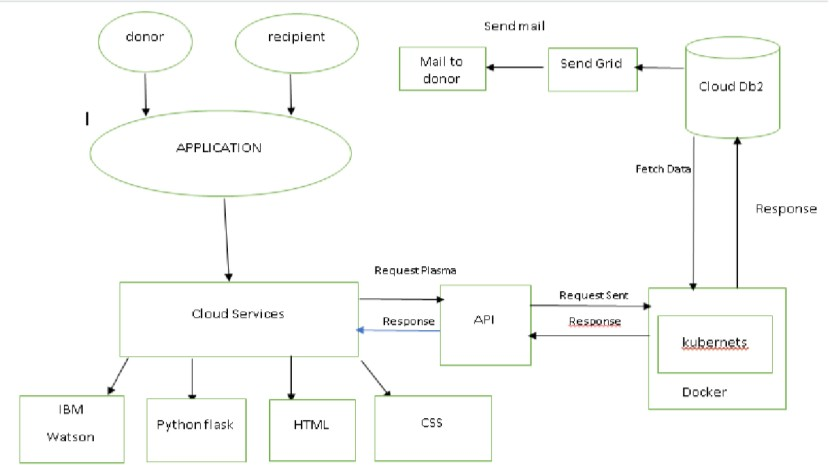 Send mail
donor
recipient
Mail to
donor
Send Grid
Cloud Db2
APPLICATION
Fetch Data
Response
Request Plasma
Request Sent
Cloud Services
Response
API
Response
kubernets
Docker
IBM
Watson
Python flask
HTML
CSS